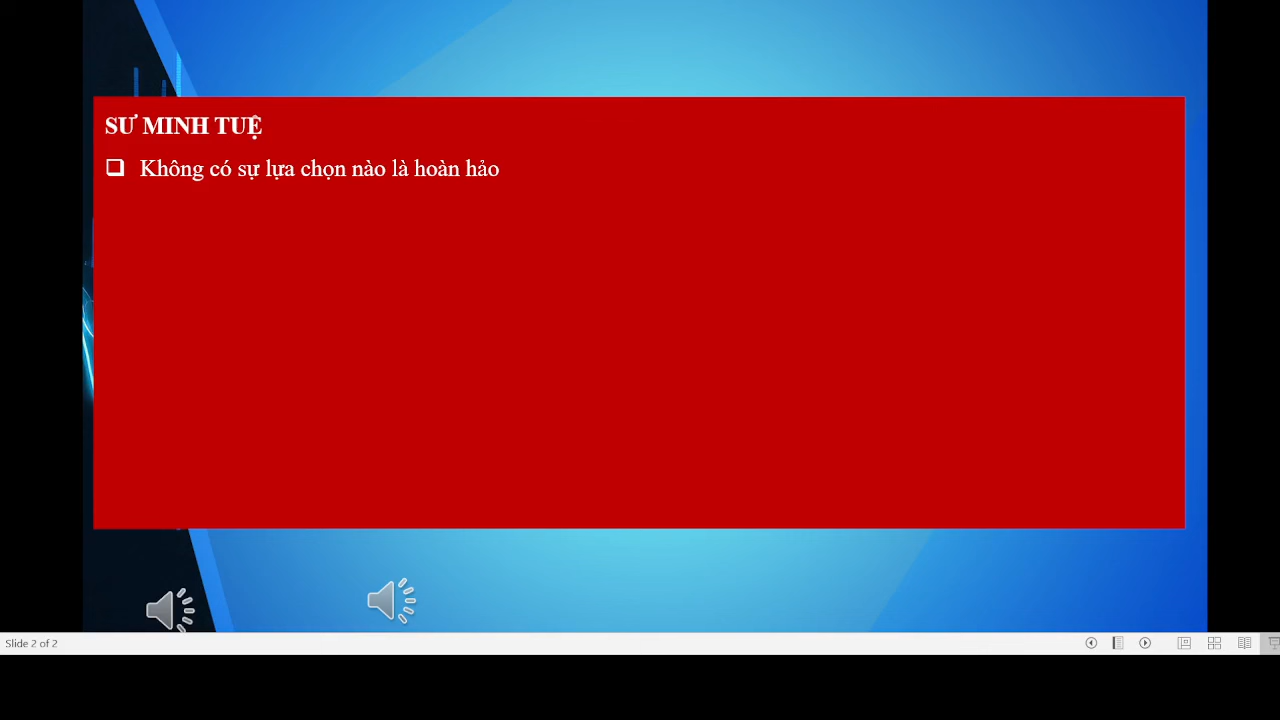 SƯ MINH TUỆ
Không có sự lựa chọn nào là hoàn hảo
Slide 2 of 2